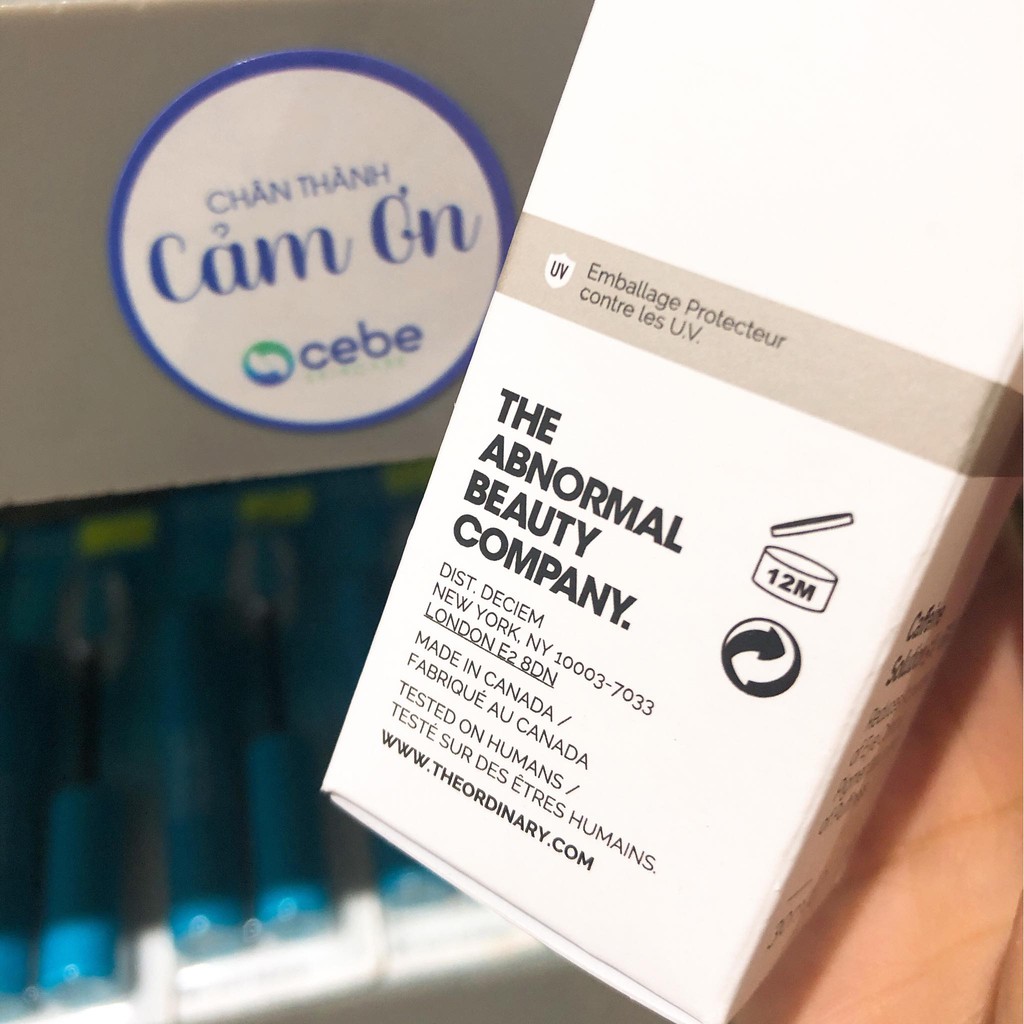 CHÂN THÀNH
Cảm Ơn
cebe
UV
Emballage Protecteur
contre les U.V.
THE
ABNORMAL
BEAUTY
COMPANY.
DIST. DECIEM
NEW YORK, NY 10003-7033
LONDON E2 8DN
MADE IN CANADA /
FABRIQUÉ AU CANADA
TESTED ON HUMANS /
TESTÉ SUR DES ÊTRES HUMAINS.
WWW.THEORDINARY.COM
12M